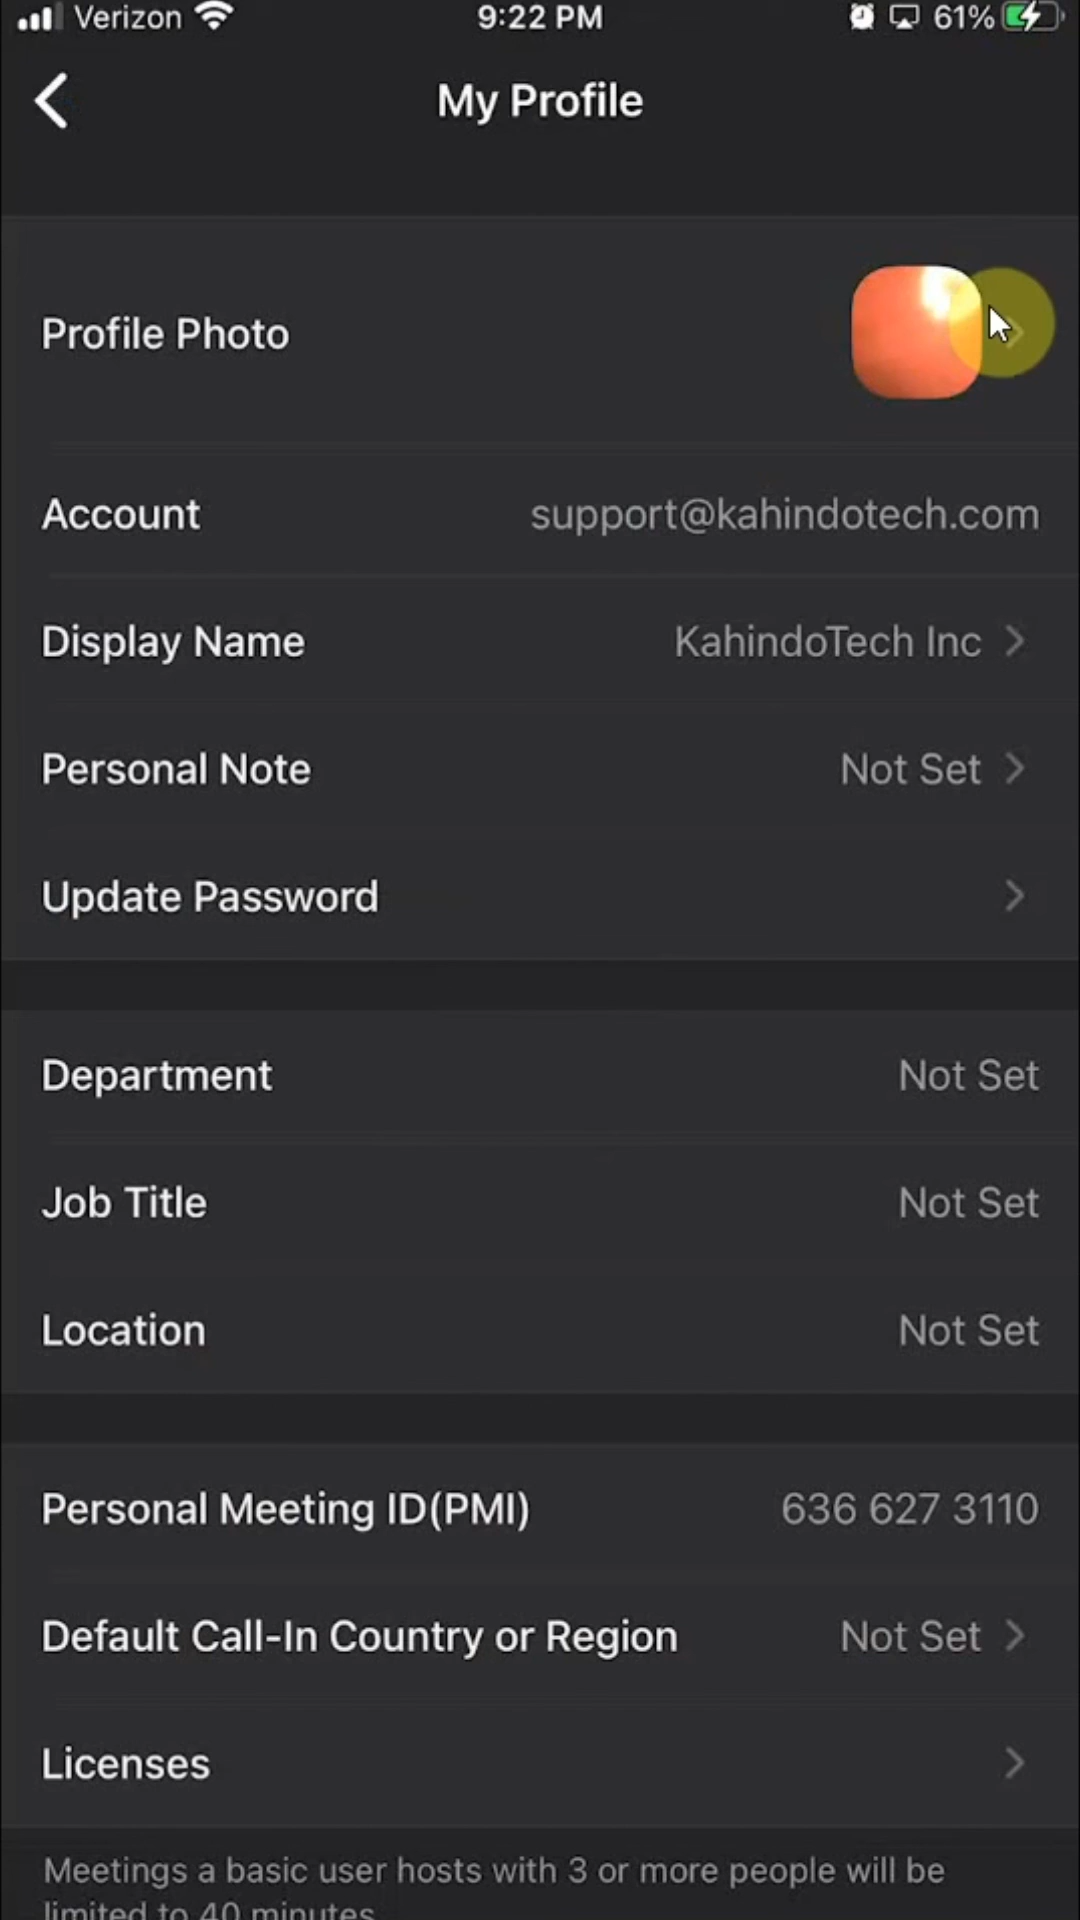 Verizon 9:22 PM 61%
My Profile
Profile Photo
Account support@kahindotech.com
Display Name KahindoTech Inc
Personal Note Not Set
Update Password
Department Not Set
Job Title Not Set
Location Not Set
Personal Meeting ID(PMI) 636 627 3110
Default Call-In Country or Region Not Set
Licenses
Meetings a basic user hosts with 3 or more people will be
limited to 40 minutes